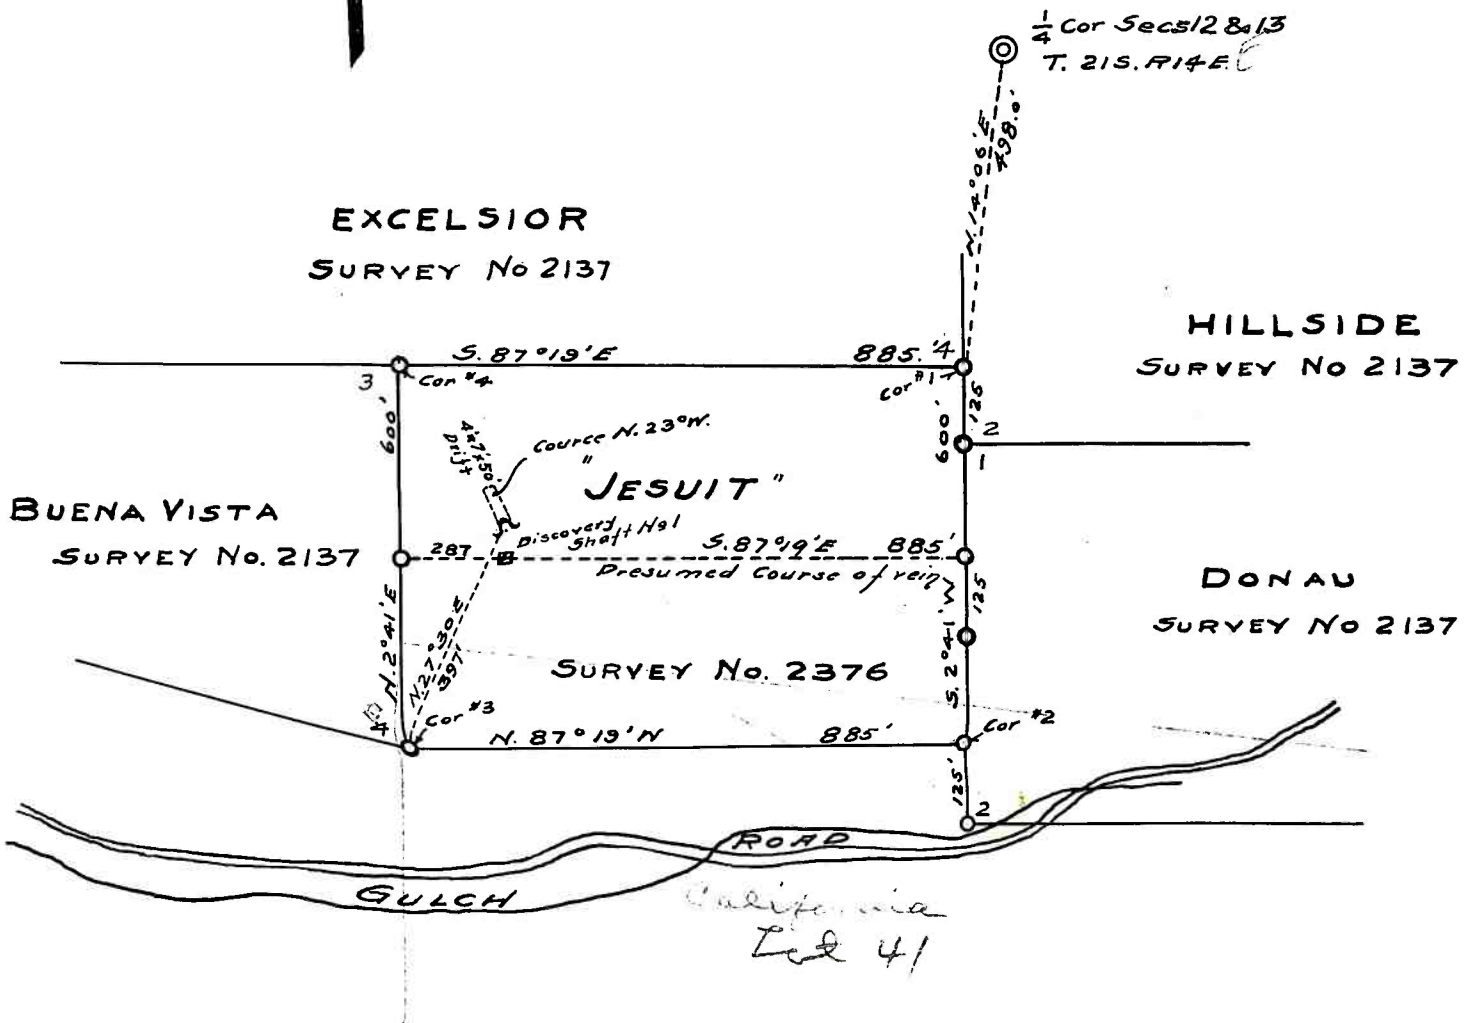 1/4 Cor Secs 12 & 13
T. 21S. R14E.
N. 14°06'E
498.0'
EXCELSIOR
SURVEY No 2137
HILLSIDE
SURVEY No 2137
S. 87°19'E 885.'4
3
Cor #4
Cor #1
125
600'
600'
2
1
4'x7'x50'
Drift
Cource N. 23°W.
"JESUIT"
BUENA VISTA
SURVEY No. 2137
Discovery
Shaft No 1
287
S. 87°19'E 885'
Presumed Course of vein
125
DONAU
SURVEY No 2137
N. 2°41'E
N. 27°30'E
397'
S. 2°41' W
SURVEY No. 2376
4
Cor #3
Cor #2
N. 87°19'W 885'
125'
2
ROAD
GULCH
California
Lot 41